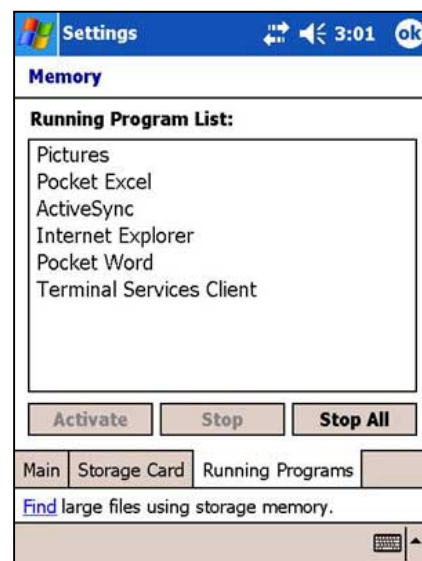 Settings 3:01 ok
Memory
Running Program List:
Pictures
Pocket Excel
ActiveSync
Internet Explorer
Pocket Word
Terminal Services Client
Activate Stop Stop All
Main Storage Card Running Programs
Find large files using storage memory.